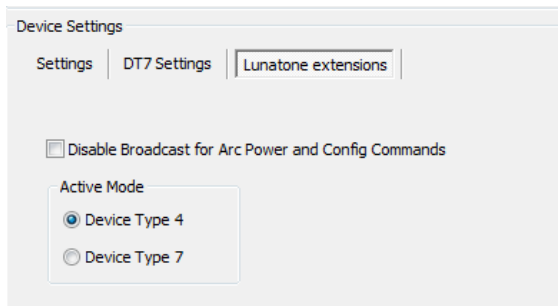 Device Settings
Settings DT7 Settings Lunatone extensions
Disable Broadcast for Arc Power and Config Commands
Active Mode
Device Type 4
Device Type 7